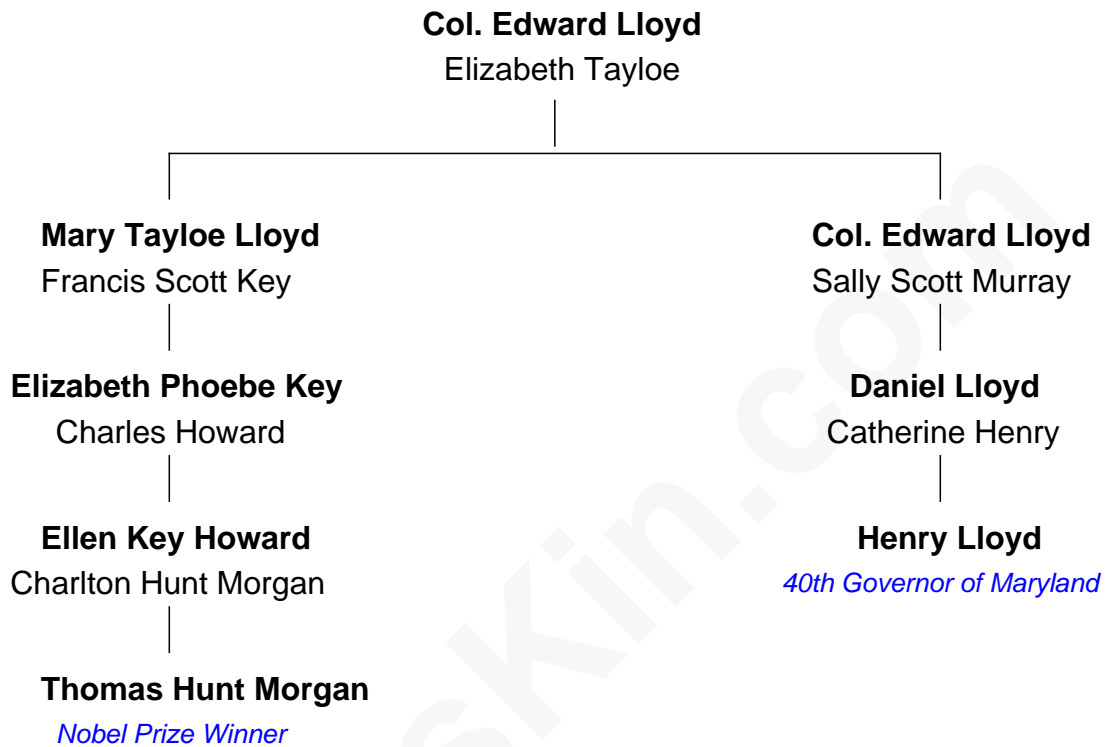 Col. Edward Lloyd
Elizabeth Tayloe
Mary Tayloe Lloyd
Francis Scott Key
Elizabeth Phoebe Key
Charles Howard
Ellen Key Howard
Charlton Hunt Morgan
Thomas Hunt Morgan
Nobel Prize Winner
Col. Edward Lloyd
Sally Scott Murray
Daniel Lloyd
Catherine Henry
Henry Lloyd
40th Governor of Maryland